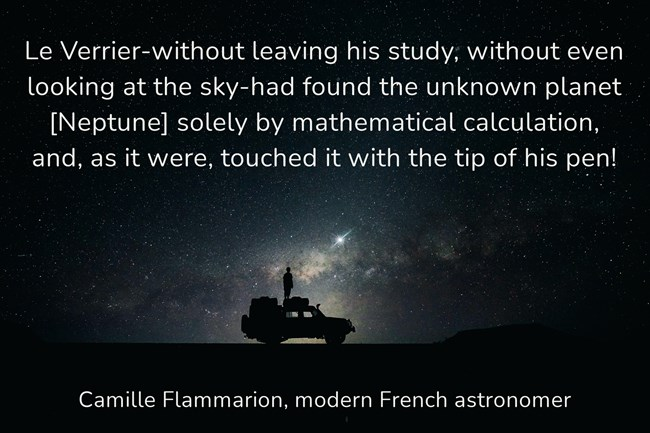 Le Verrier-without leaving his study, without even
looking at the sky-had found the unknown planet
[Neptune] solely by mathematical calculation,
and, as it were, touched it with the tip of his pen!
Camille Flammarion, modern French astronomer